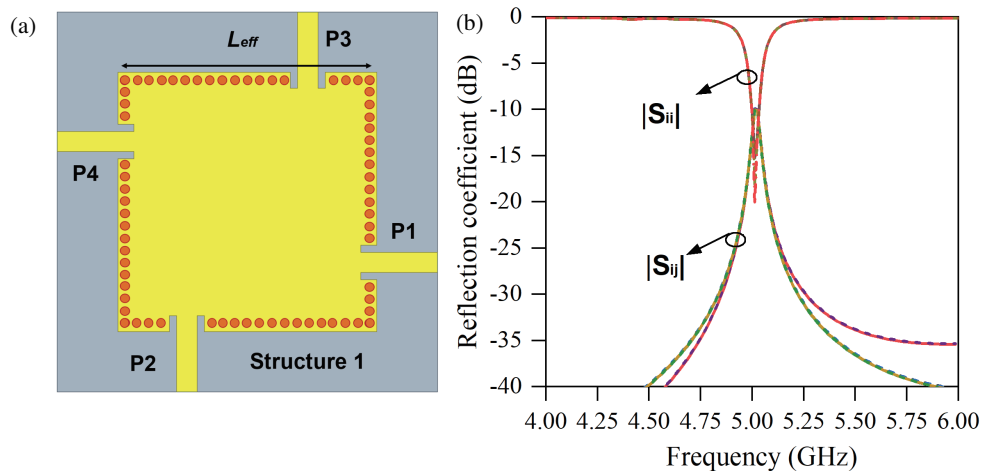 (a)
L_eff
P3
P4
P1
P2
Structure 1
(b)
Reflection coefficient (dB)
0
-5
-10
-15
-20
-25
-30
-35
-40
|Sii|
|Sij|
4.00 4.25 4.50 4.75 5.00 5.25 5.50 5.75 6.00
Frequency (GHz)